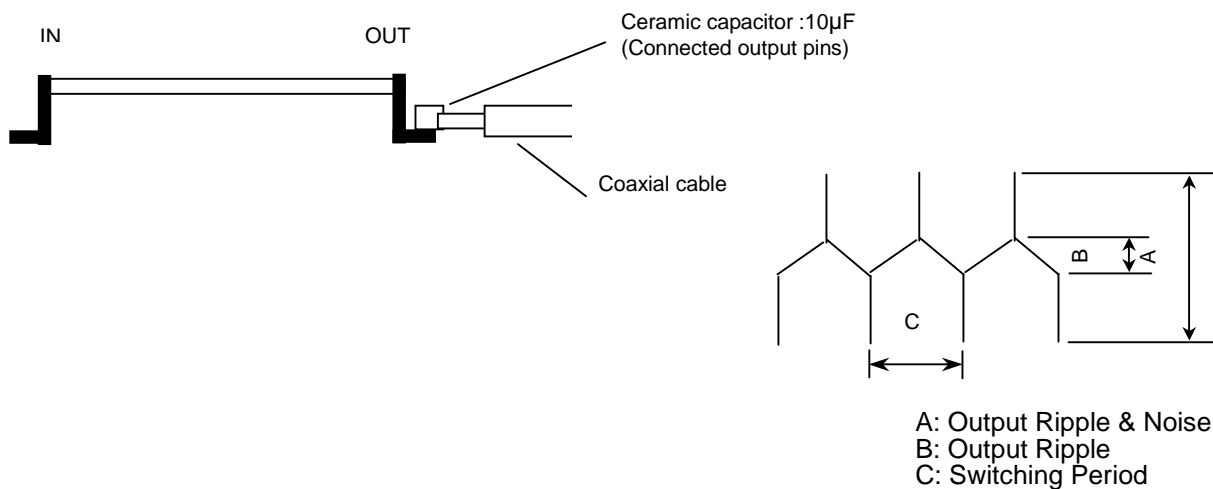 IN
OUT
Ceramic capacitor :10µF
(Connected output pins)
Coaxial cable
B
A
C
A: Output Ripple & Noise
B: Output Ripple
C: Switching Period